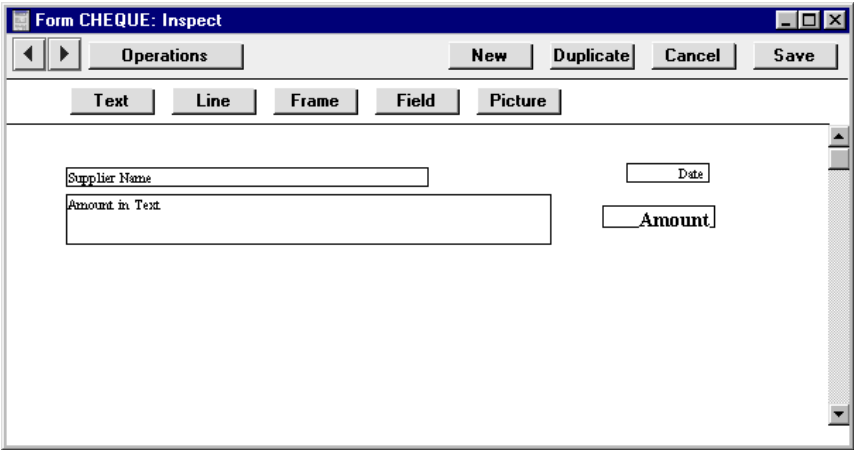 Form CHEQUE: Inspect
Operations New Duplicate Cancel Save
Text Line Frame Field Picture
Supplier Name Date
Amount in Text Amount